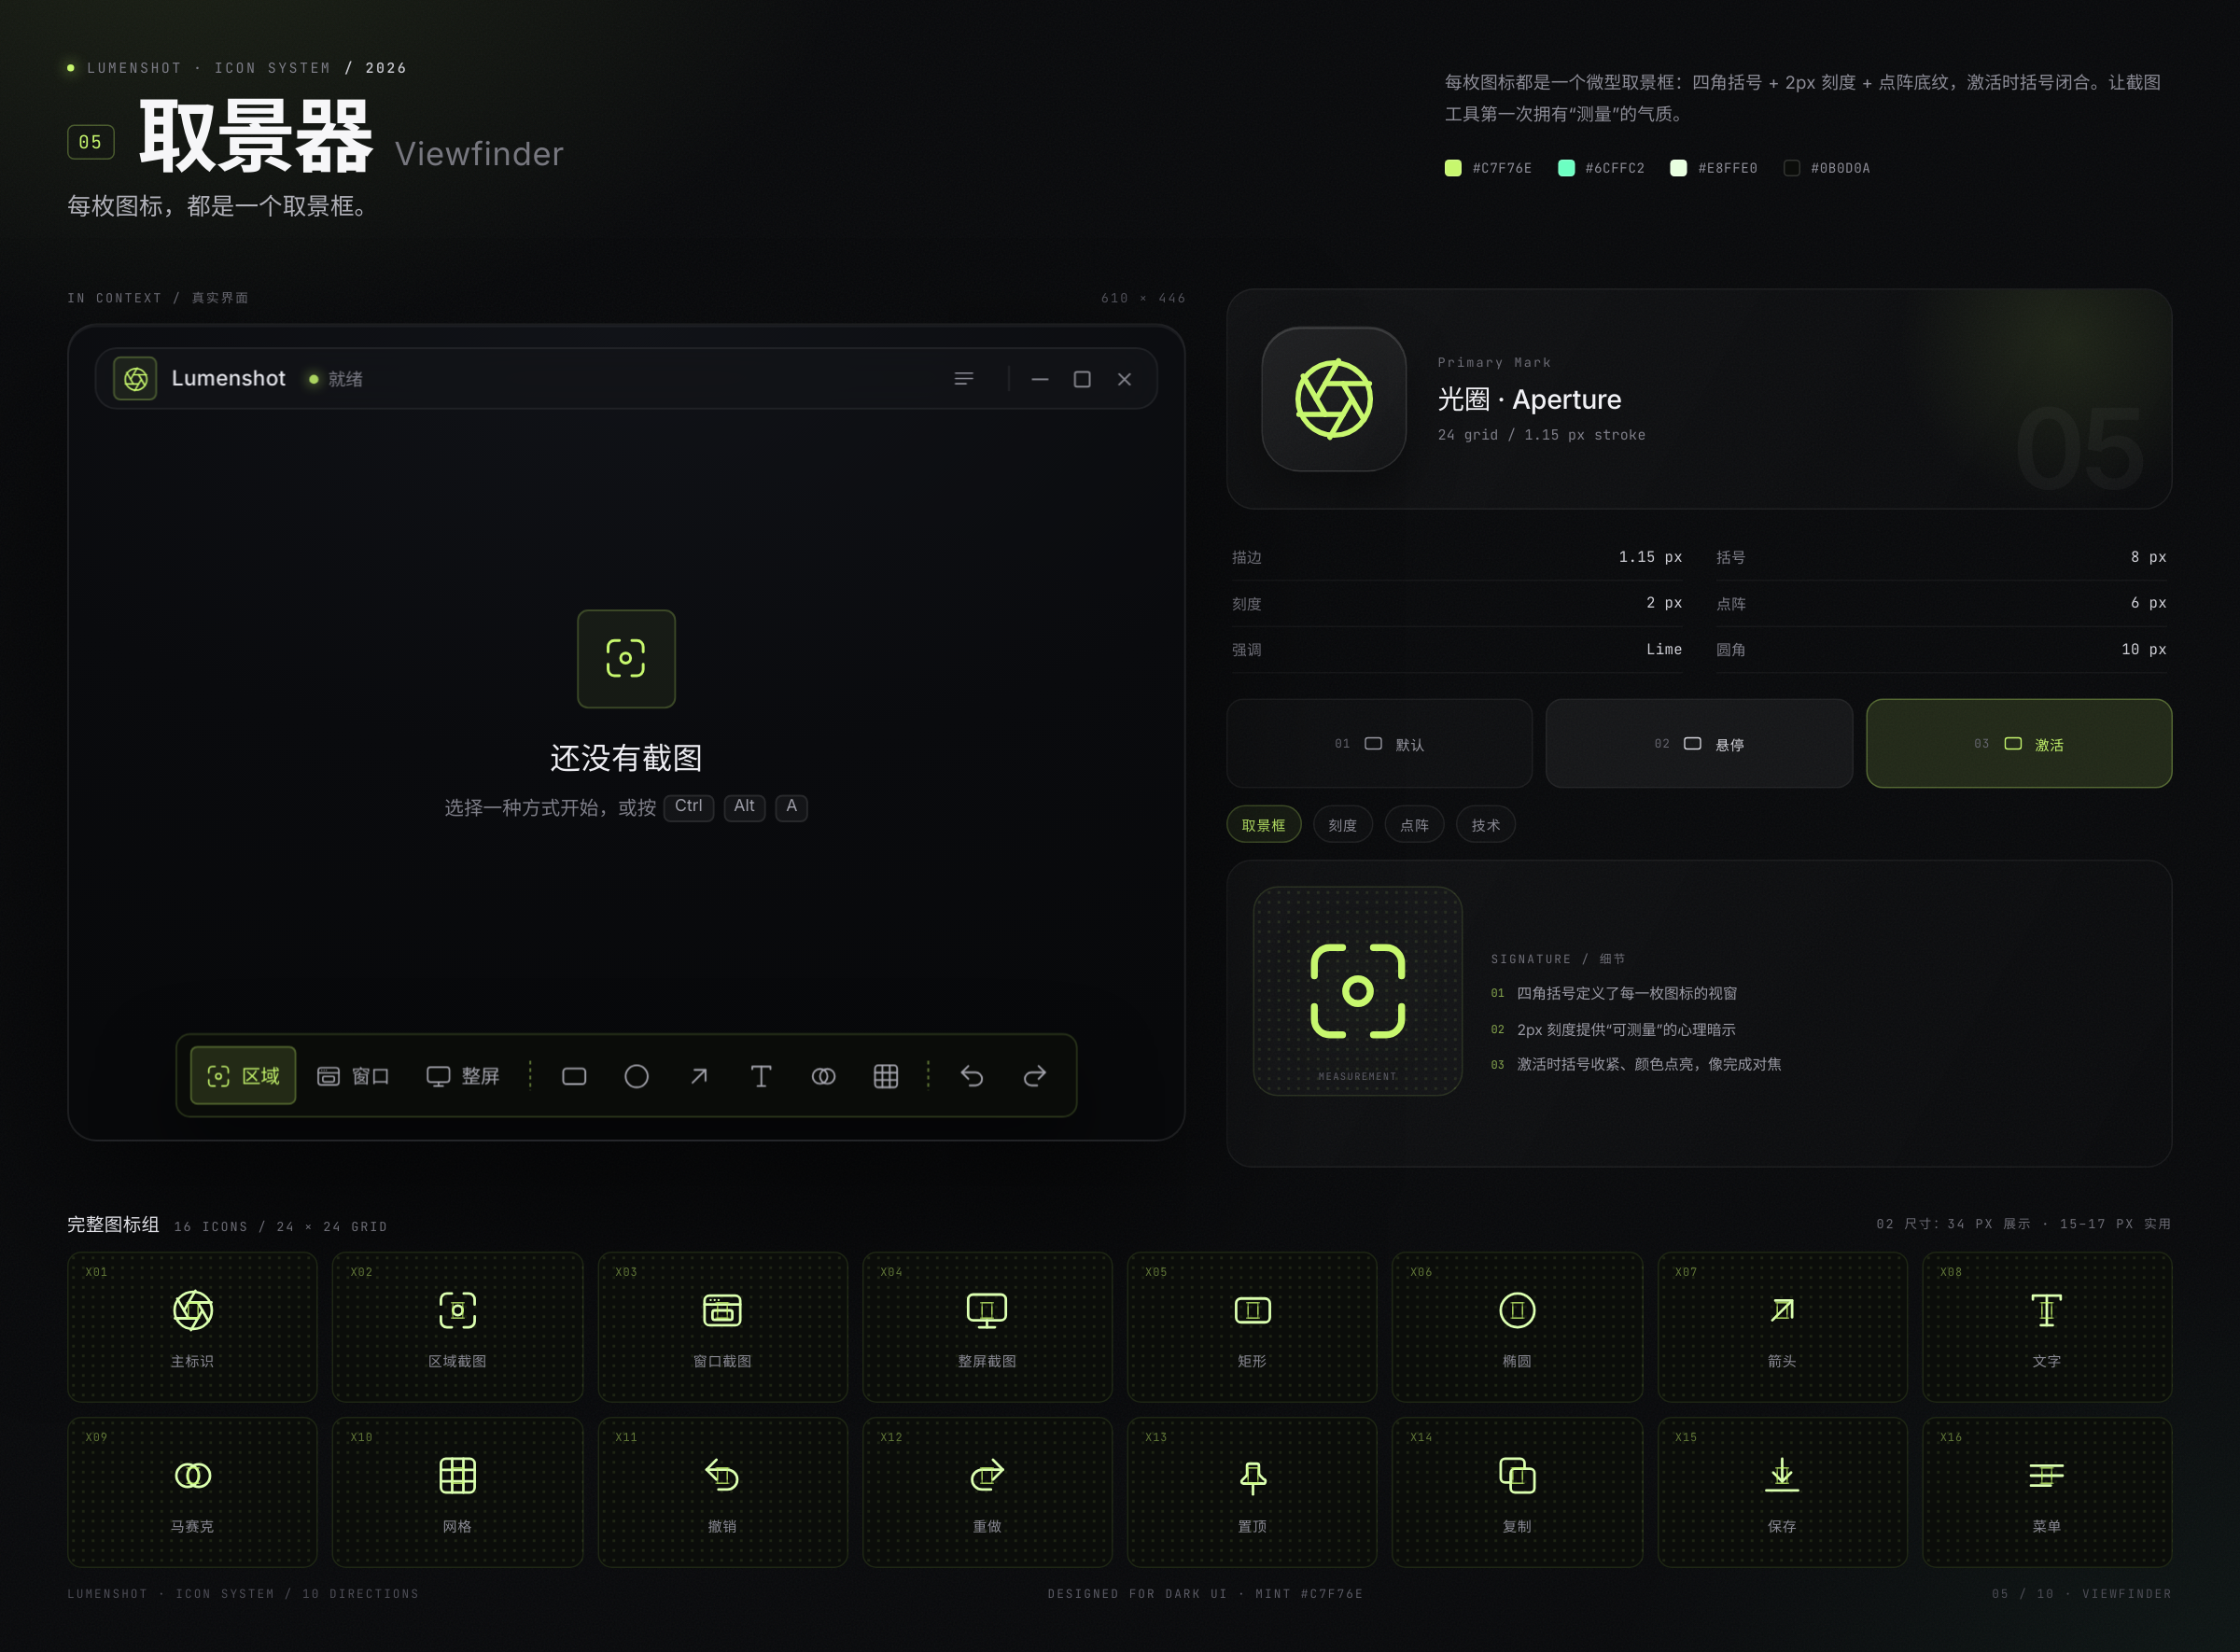 LUMENSHOT · ICON SYSTEM / 2026
05 取景器 Viewfinder
每枚图标，都是一个取景框。
每枚图标都是一个微型取景框：四角括号 + 2px 刻度 + 点阵底纹，激活时括号闭合。让截图
工具第一次拥有“测量”的气质。
#C7F76E #6CFFC2 #E8FFE0 #0B0D0A
IN CONTEXT / 真实界面
610 × 446
Lumenshot 就绪
还没有截图
选择一种方式开始，或按 Ctrl Alt A
区域 窗口 整屏
Primary Mark
光圈 · Aperture
24 grid / 1.15 px stroke
05
描边 1.15 px 括号 8 px
刻度 2 px 点阵 6 px
强调 Lime 圆角 10 px
01 默认 02 悬停 03 激活
取景框 刻度 点阵 技术
MEASUREMENT
SIGNATURE / 细节
01 四角括号定义了每一枚图标的视窗
02 2px 刻度提供“可测量”的心理暗示
03 激活时括号收紧、颜色点亮，像完成对焦
完整图标组 16 ICONS / 24 × 24 GRID
02 尺寸：34 PX 展示 · 15–17 PX 实用
X01 X02 X03 X04 X05 X06 X07 X08
主标识 区域截图 窗口截图 整屏截图 矩形 椭圆 箭头 文字
X09 X10 X11 X12 X13 X14 X15 X16
马赛克 网格 撤销 重做 置顶 复制 保存 菜单
LUMENSHOT · ICON SYSTEM / 10 DIRECTIONS
DESIGNED FOR DARK UI · MINT #C7F76E
05 / 10 · VIEWFINDER